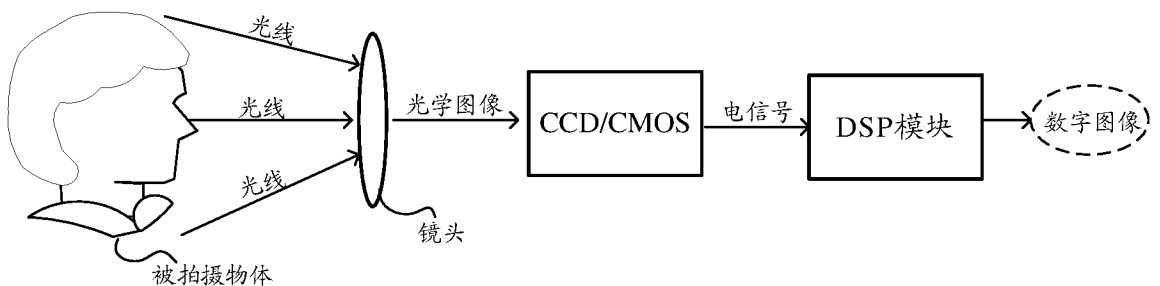 光线
光线
光线
镜头
被拍摄物体
光学图像
CCD/CMOS
电信号
DSP模块
数字图像